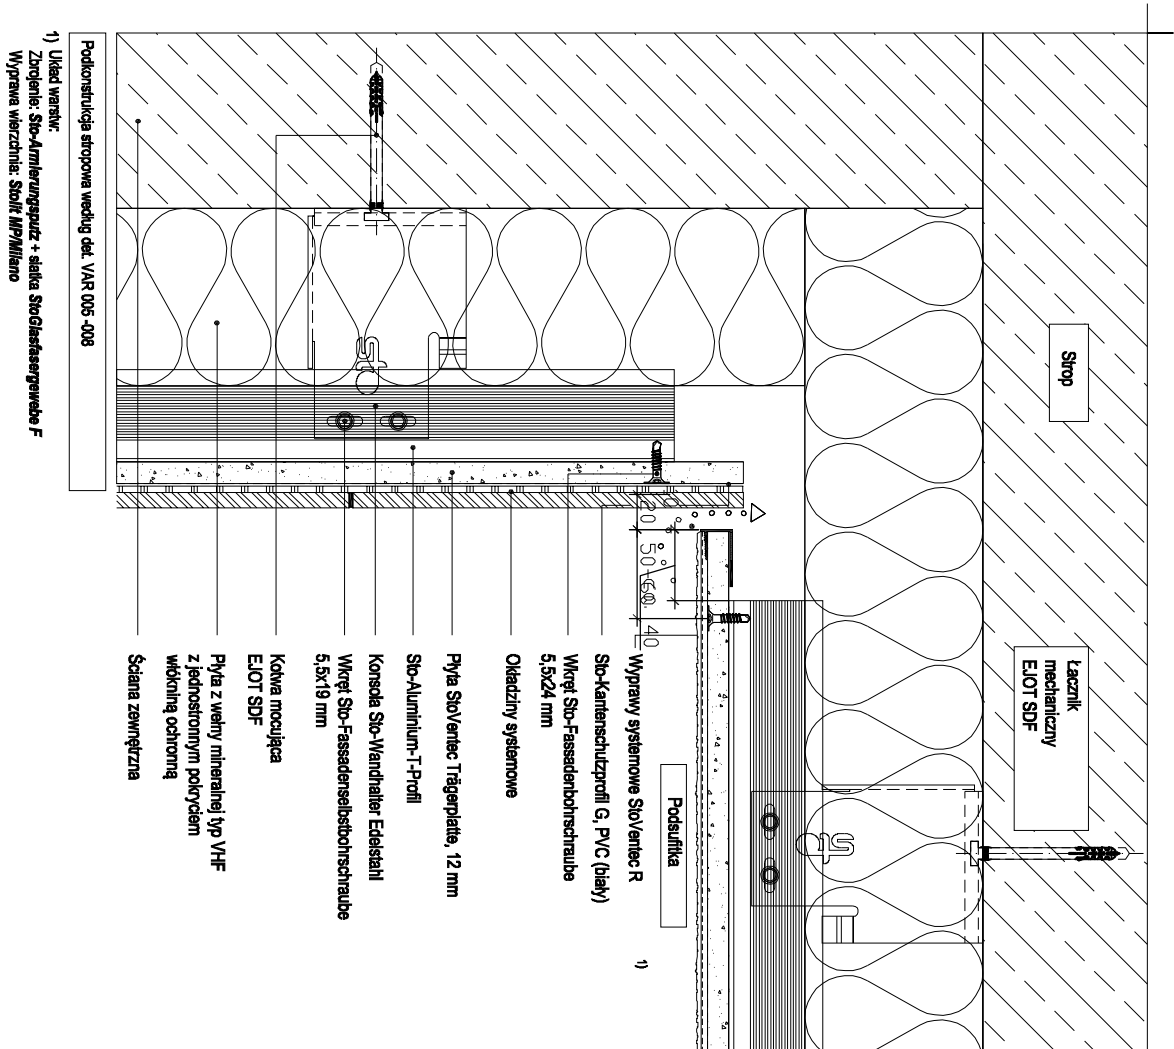 Strop
Łacznik
mechaniczny
EJOT SDF
Podsufitka
20
50-60
40
Wyprawy systemowe StoVentec R
1)
Sto-Kantenschutzprofil G, PVC (biały)
Wkręt Sto-Fassadenbohrschraube
5,5x24 mm
Okładziny systemowe
Płyta StoVentec Trägerplatte, 12 mm
Sto-Aluminium-T-Profil
Konsola Sto-Wandhalter Edelstahl
Wkręt Sto-Fassadenselbstbohrschraube
5,5x19 mm
Kotwa mocująca
EJOT SDF
Płyta z wełny mineralnej typ VHF
z jednostronnym pokryciem
włókniną ochronną
Ściana zewnętrzna
sto
sto
Podkonstrukcja stropowa według det. VAR 006 -008
1) Układ warstw:
Zbrojenie: Sto-Armierungsputz + siatka StoGlasfasergewebe F
Wyprawa wierzchnia: Stolit MP/Milano